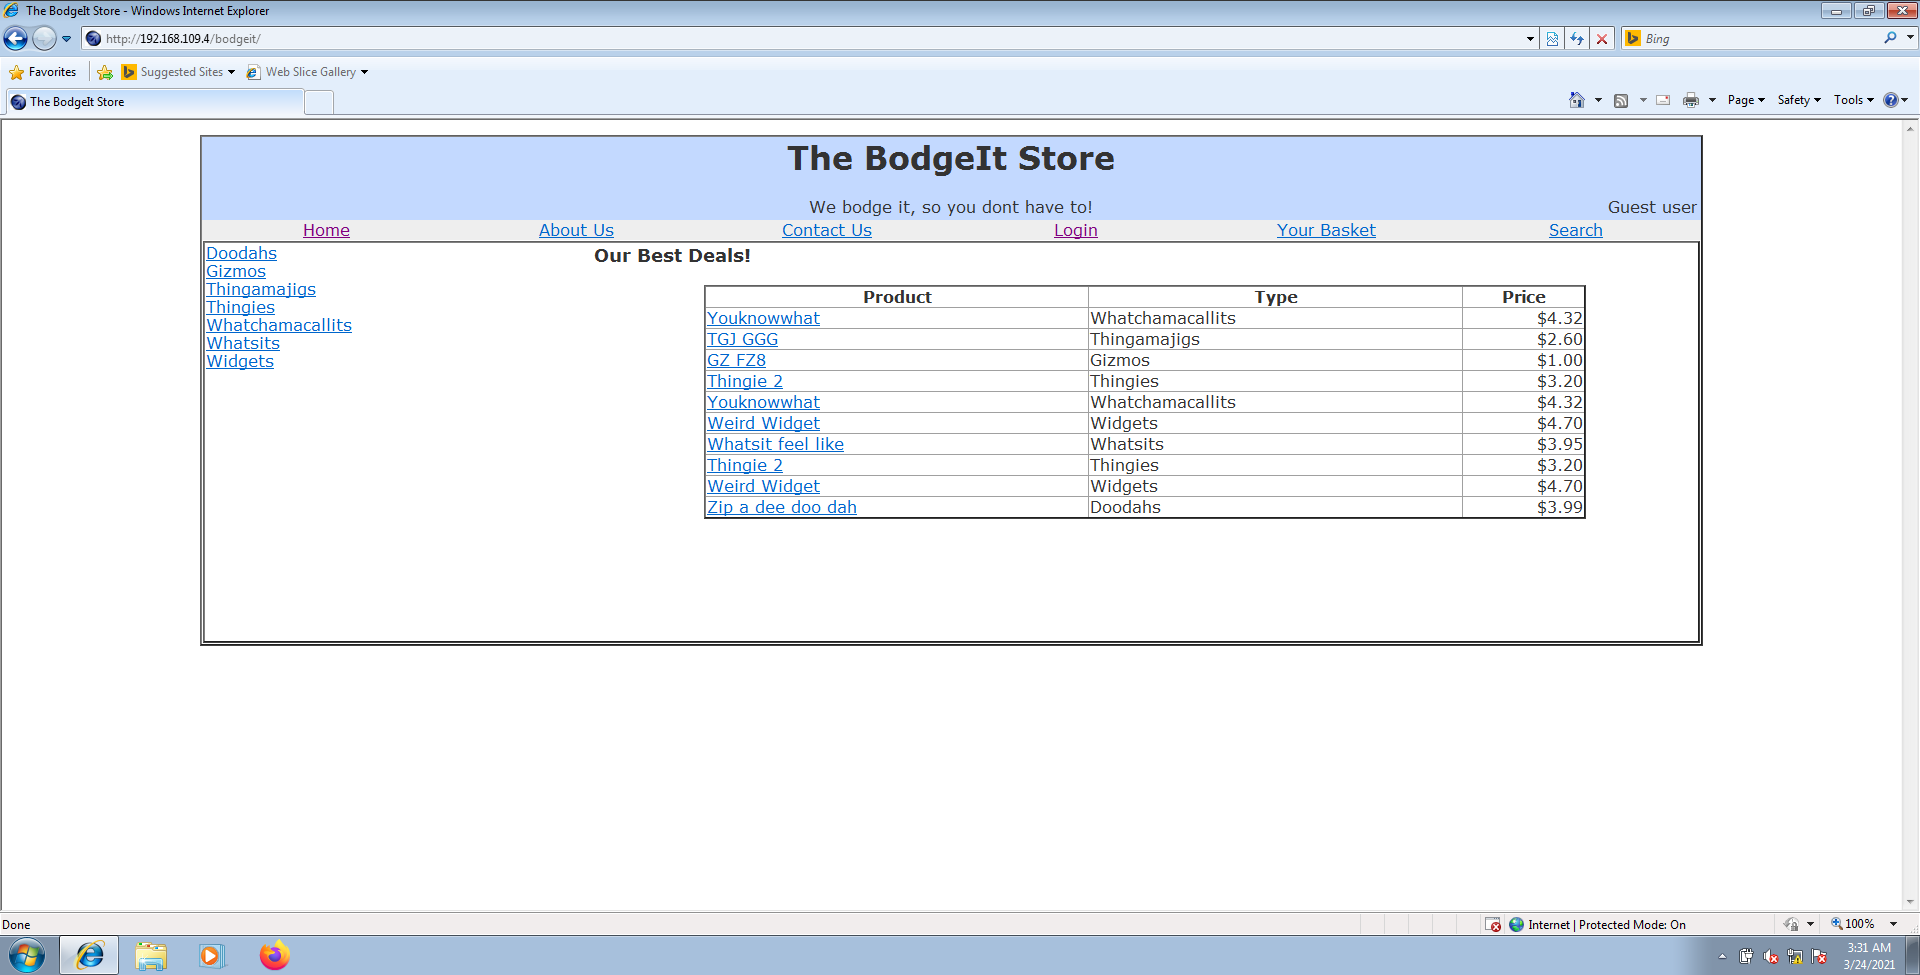 The BodgeIt Store - Windows Internet Explorer
http://192.168.109.4/bodgeit/
Bing
Favorites
Suggested Sites
Web Slice Gallery
The BodgeIt Store
Page
Safety
Tools
The BodgeIt Store
We bodge it, so you dont have to!
Guest user
Home About Us Contact Us Login Your Basket Search
Doodahs
Gizmos
Thingamajigs
Thingies
Whatchamacallits
Whatsits
Widgets
Our Best Deals!
Product Type Price
Youknowwhat Whatchamacallits $4.32
TGJ GGG Thingamajigs $2.60
GZ FZ8 Gizmos $1.00
Thingie 2 Thingies $3.20
Youknowwhat Whatchamacallits $4.32
Weird Widget Widgets $4.70
Whatsit feel like Whatsits $3.95
Thingie 2 Thingies $3.20
Weird Widget Widgets $4.70
Zip a dee doo dah Doodahs $3.99
Done
Internet | Protected Mode: On
100%
3:31 AM
3/24/2021